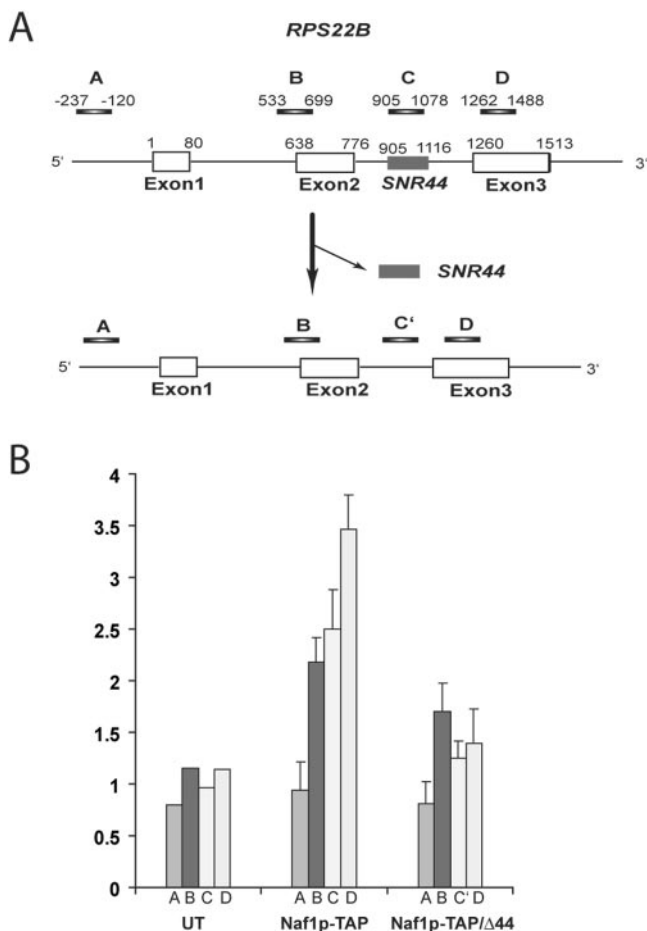 A
RPS22B
A B C D
-237 -120 533 699 905 1078 1262 1488
1 80 638 776 905 1116 1260 1513
5' 3'
Exon1 Exon2 SNR44 Exon3
SNR44
A B C' D
5' 3'
Exon1 Exon2 Exon3
B
4
3.5
3
2.5
2
1.5
1
0.5
0
A B C D A B C D A B C' D
UT Naf1p-TAP Naf1p-TAP/Δ44